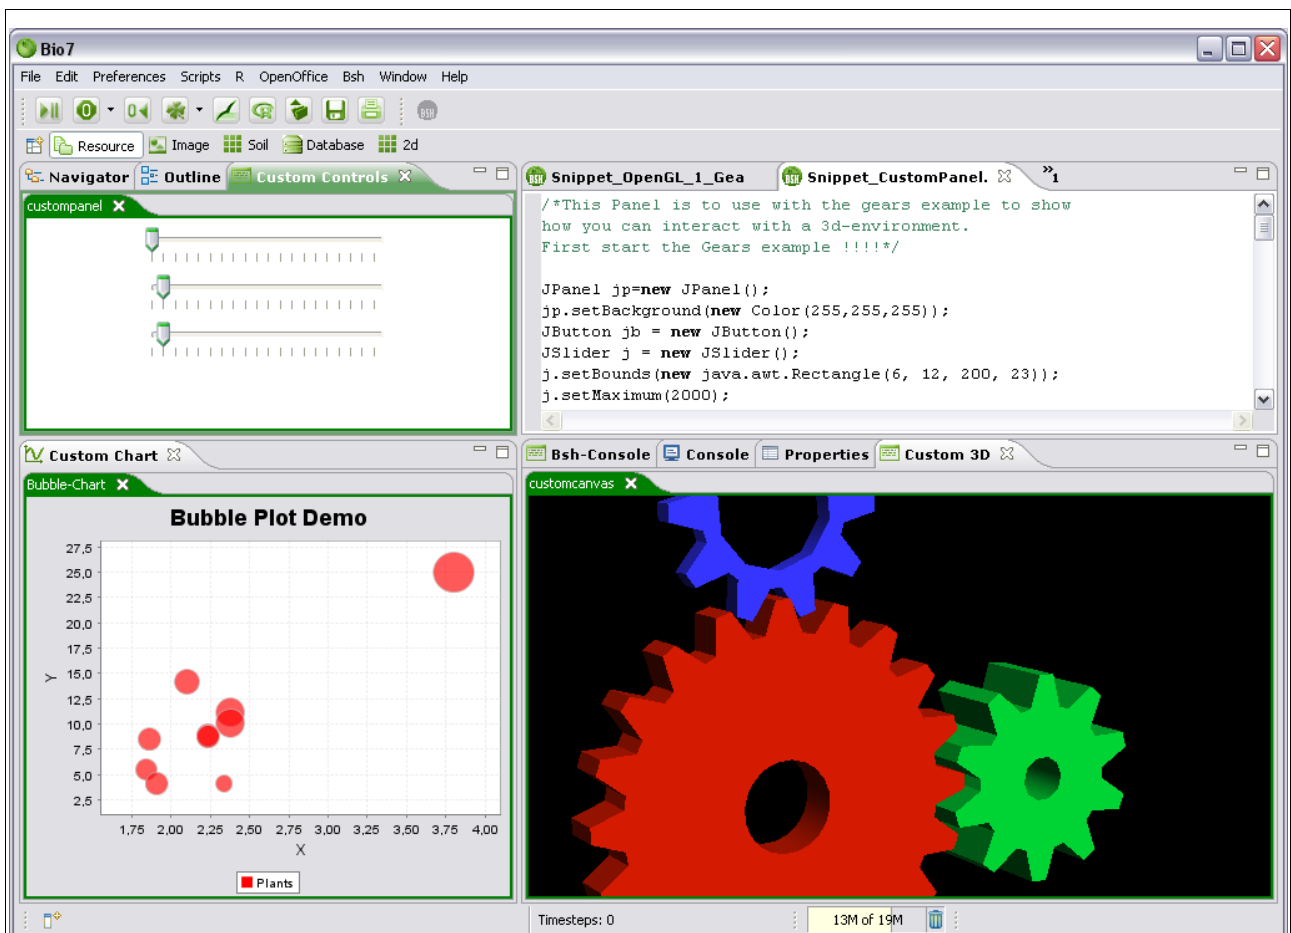 Bio7
File Edit Preferences Scripts R OpenOffice Bsh Window Help
BSH
Resource Image Soil Database 2d
Navigator Outline Custom Controls
custompanel
BSH Snippet_OpenGL_1_Gea BSH Snippet_CustomPanel. »1
/*This Panel is to use with the gears example to show
how you can interact with a 3d-environment.
First start the Gears example !!!!*/
JPanel jp=new JPanel();
jp.setBackground(new Color(255,255,255));
JButton jb = new JButton();
JSlider j = new JSlider();
j.setBounds(new java.awt.Rectangle(6, 12, 200, 23));
j.setMaximum(2000);
Custom Chart
Bubble-Chart
Bubble Plot Demo
27,5
25,0
22,5
20,0
17,5
15,0
12,5
10,0
7,5
5,0
2,5
Y
1,75 2,00 2,25 2,50 2,75 3,00 3,25 3,50 3,75 4,00
X
Plants
Bsh-Console Console Properties Custom 3D
customcanvas
Timesteps: 0
13M of 19M